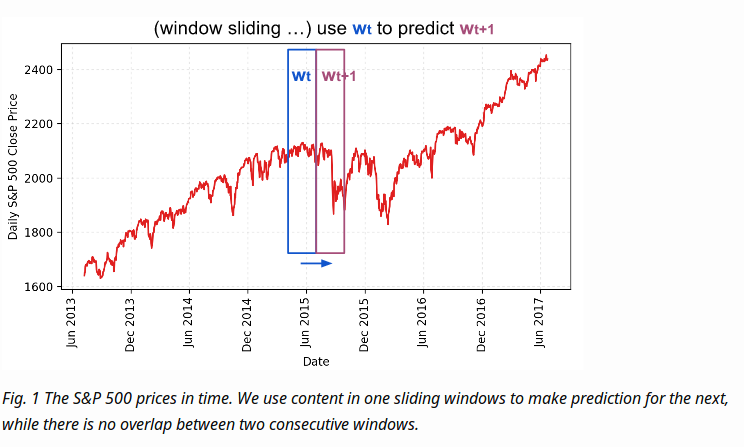 (window sliding …) use Wt to predict Wt+1
Wt Wt+1
Daily S&P 500 Close Price
2400
2200
2000
1800
1600
Jun 2013 Dec 2013 Jun 2014 Dec 2014 Jun 2015 Dec 2015 Jun 2016 Dec 2016 Jun 2017
Date
Fig. 1 The S&P 500 prices in time. We use content in one sliding windows to make prediction for the next,
while there is no overlap between two consecutive windows.